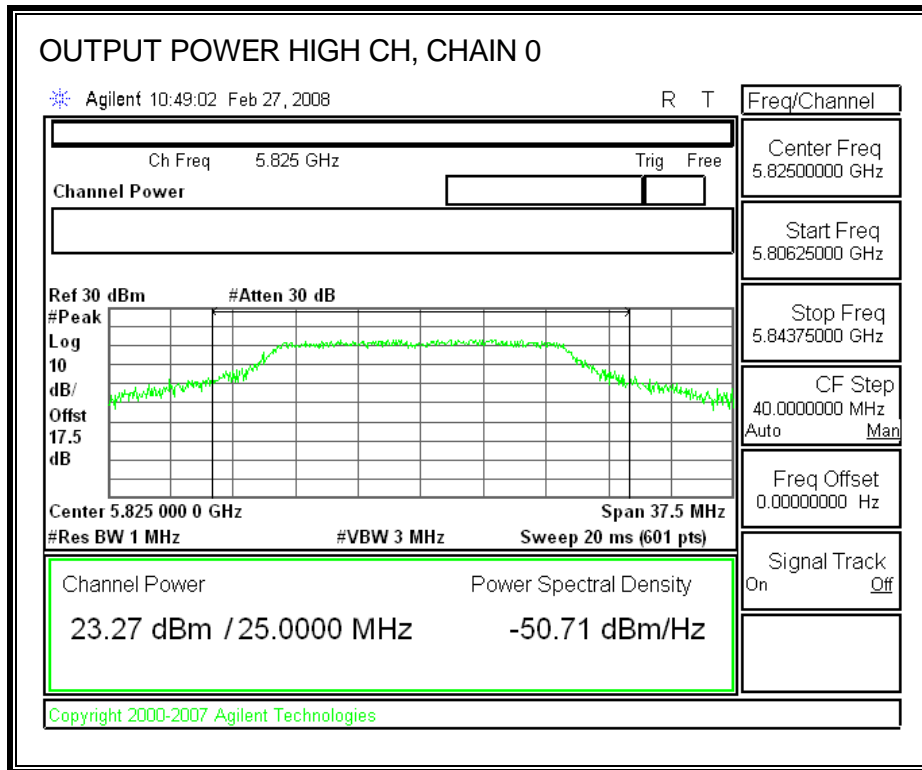 OUTPUT POWER HIGH CH, CHAIN 0
Agilent 10:49:02 Feb 27, 2008 R T
Ch Freq 5.825 GHz Trig Free
Channel Power
Ref 30 dBm #Atten 30 dB
#Peak
Log
10
dB/
Offst
17.5
dB
Center 5.825 000 0 GHz Span 37.5 MHz
#Res BW 1 MHz #VBW 3 MHz Sweep 20 ms (601 pts)
Channel Power Power Spectral Density
23.27 dBm / 25.0000 MHz -50.71 dBm/Hz
Copyright 2000-2007 Agilent Technologies
Freq/Channel
Center Freq
5.82500000 GHz
Start Freq
5.80625000 GHz
Stop Freq
5.84375000 GHz
CF Step
40.0000000 MHz
Auto Man
Freq Offset
0.00000000 Hz
Signal Track
On Off